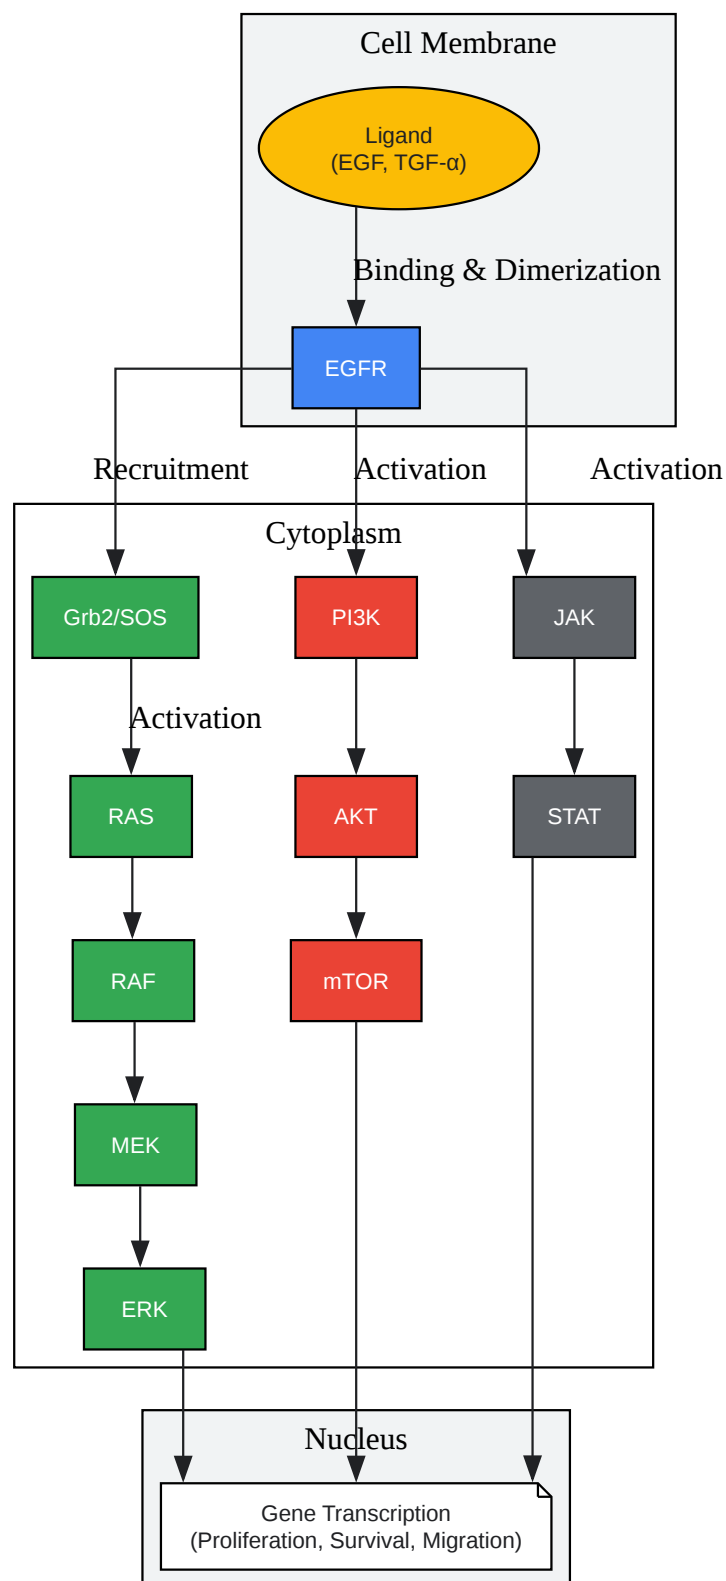 Cell Membrane
Ligand
(EGF, TGF-α)
Binding & Dimerization
EGFR
Recruitment
Activation
Activation
Cytoplasm
Grb2/SOS
PI3K
JAK
Activation
RAS
AKT
STAT
RAF
mTOR
MEK
ERK
Nucleus
Gene Transcription
(Proliferation, Survival, Migration)